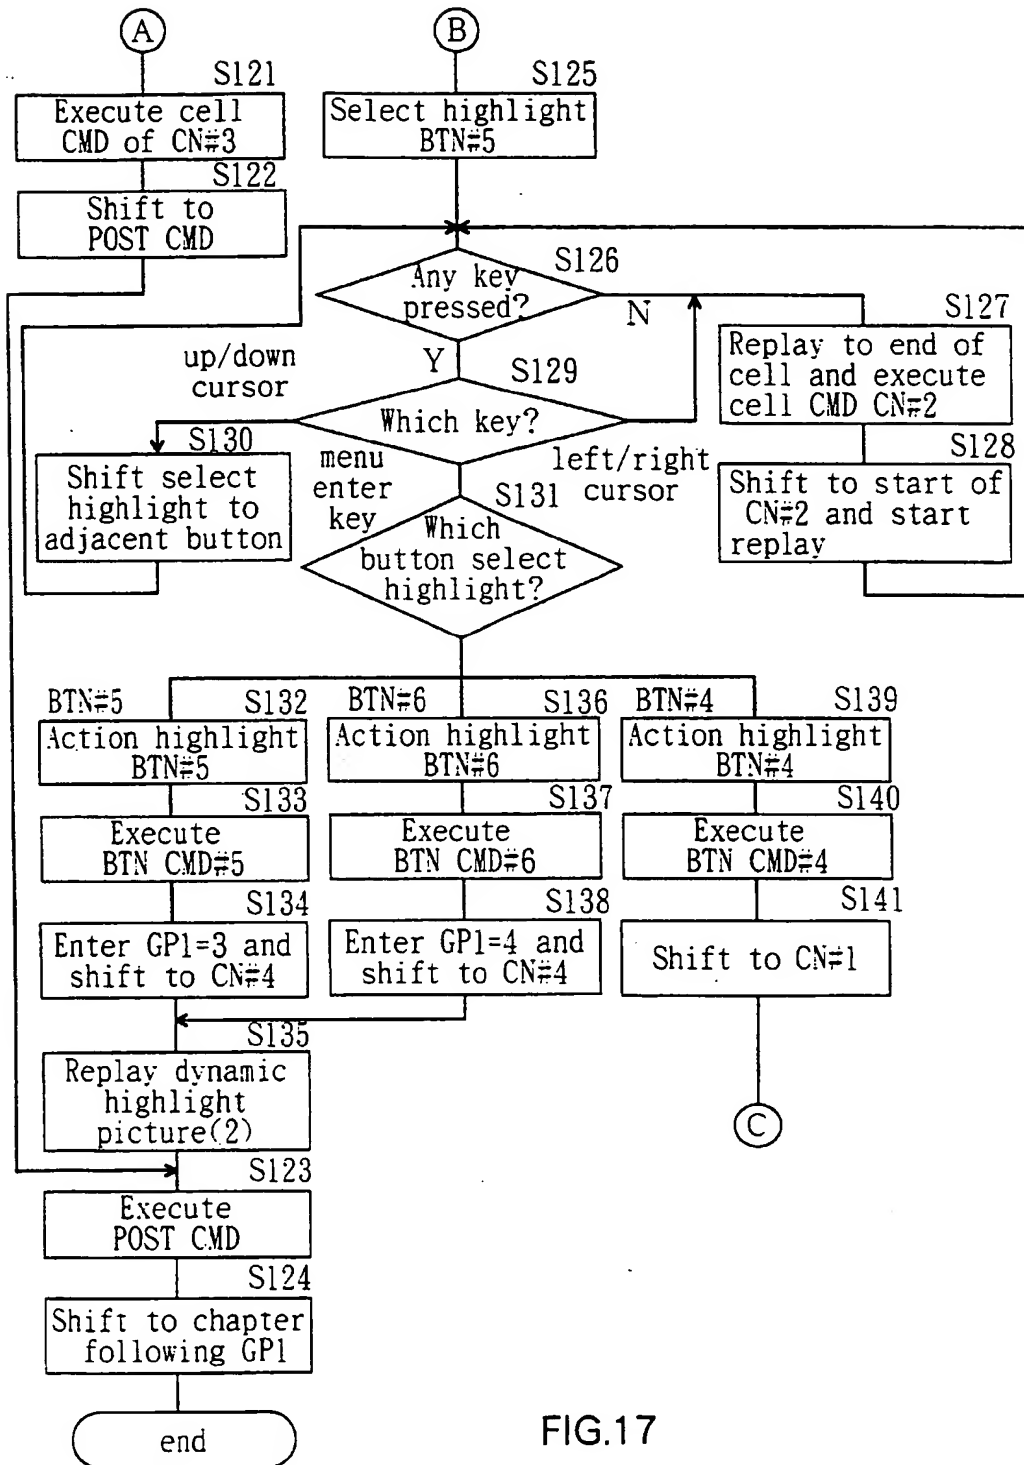 A
B
S121
Execute cell
CMD of CN#3
S122
Shift to
POST CMD
S125
Select highlight
BTN#5
S126
Any key
pressed?
N
Y
S127
Replay to end of
cell and execute
cell CMD CN#2
S128
Shift to start of
CN#2 and start
replay
up/down
cursor
S129
Which key?
S130
Shift select
highlight to
adjacent button
menu
enter
key
left/right
cursor
S131
Which
button select
highlight?
BTN#5
S132
Action highlight
BTN#5
S133
Execute
BTN CMD#5
S134
Enter GP1=3 and
shift to CN#4
BTN#6
S136
Action highlight
BTN#6
S137
Execute
BTN CMD#6
S138
Enter GP1=4 and
shift to CN#4
BTN#4
S139
Action highlight
BTN#4
S140
Execute
BTN CMD#4
S141
Shift to CN#1
C
S135
Replay dynamic
highlight
picture(2)
S123
Execute
POST CMD
S124
Shift to chapter
following GP1
end
FIG.17